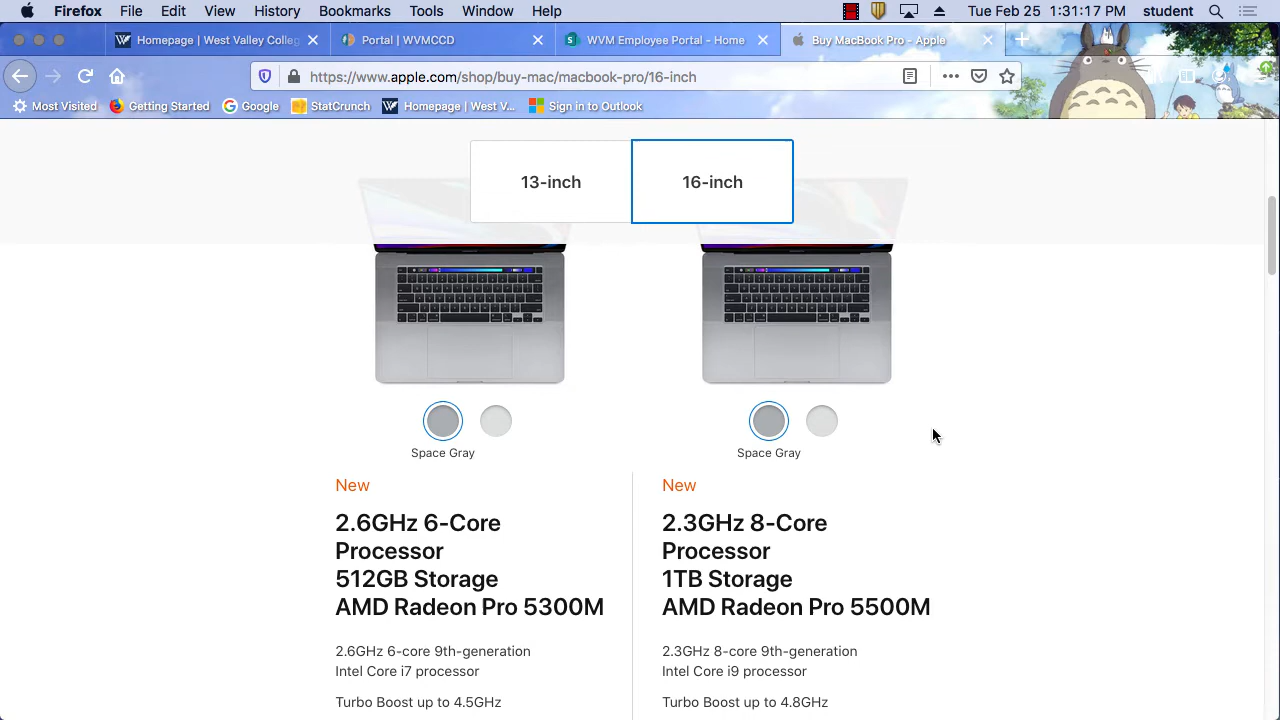 Firefox File Edit View History Bookmarks Tools Window Help Tue Feb 25 1:31:17 PM student
Homepage | West Valley Colleg Portal | WVMCCD WVM Employee Portal - Home Buy MacBook Pro - Apple
https://www.apple.com/shop/buy-mac/macbook-pro/16-inch
Most Visited Getting Started Google StatCrunch Homepage | West V... Sign in to Outlook
13-inch 16-inch
Space Gray Space Gray
New
2.6GHz 6-Core
Processor
512GB Storage
AMD Radeon Pro 5300M
2.6GHz 6-core 9th-generation
Intel Core i7 processor
Turbo Boost up to 4.5GHz
New
2.3GHz 8-Core
Processor
1TB Storage
AMD Radeon Pro 5500M
2.3GHz 8-core 9th-generation
Intel Core i9 processor
Turbo Boost up to 4.8GHz